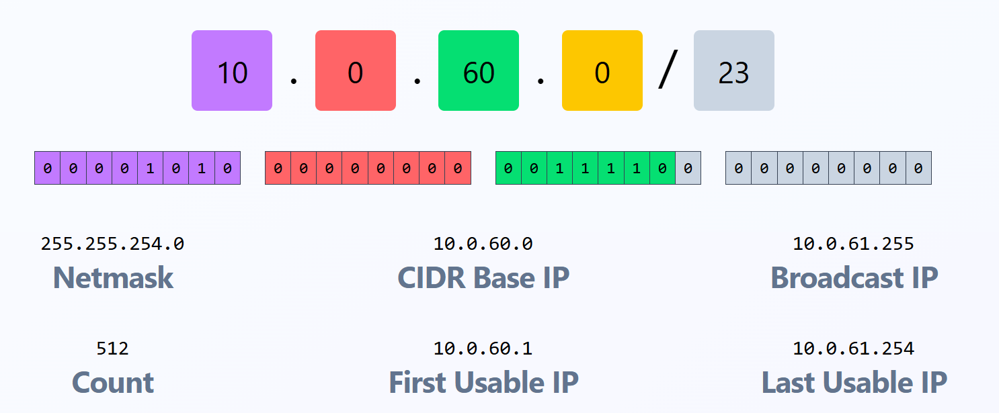 10 . 0 . 60 . 0 / 23
0 0 0 0 1 0 1 0 0 0 0 0 0 0 0 0 0 0 1 1 1 1 0 0 0 0 0 0 0 0 0 0
255.255.254.0 10.0.60.0 10.0.61.255
Netmask CIDR Base IP Broadcast IP
512 10.0.60.1 10.0.61.254
Count First Usable IP Last Usable IP